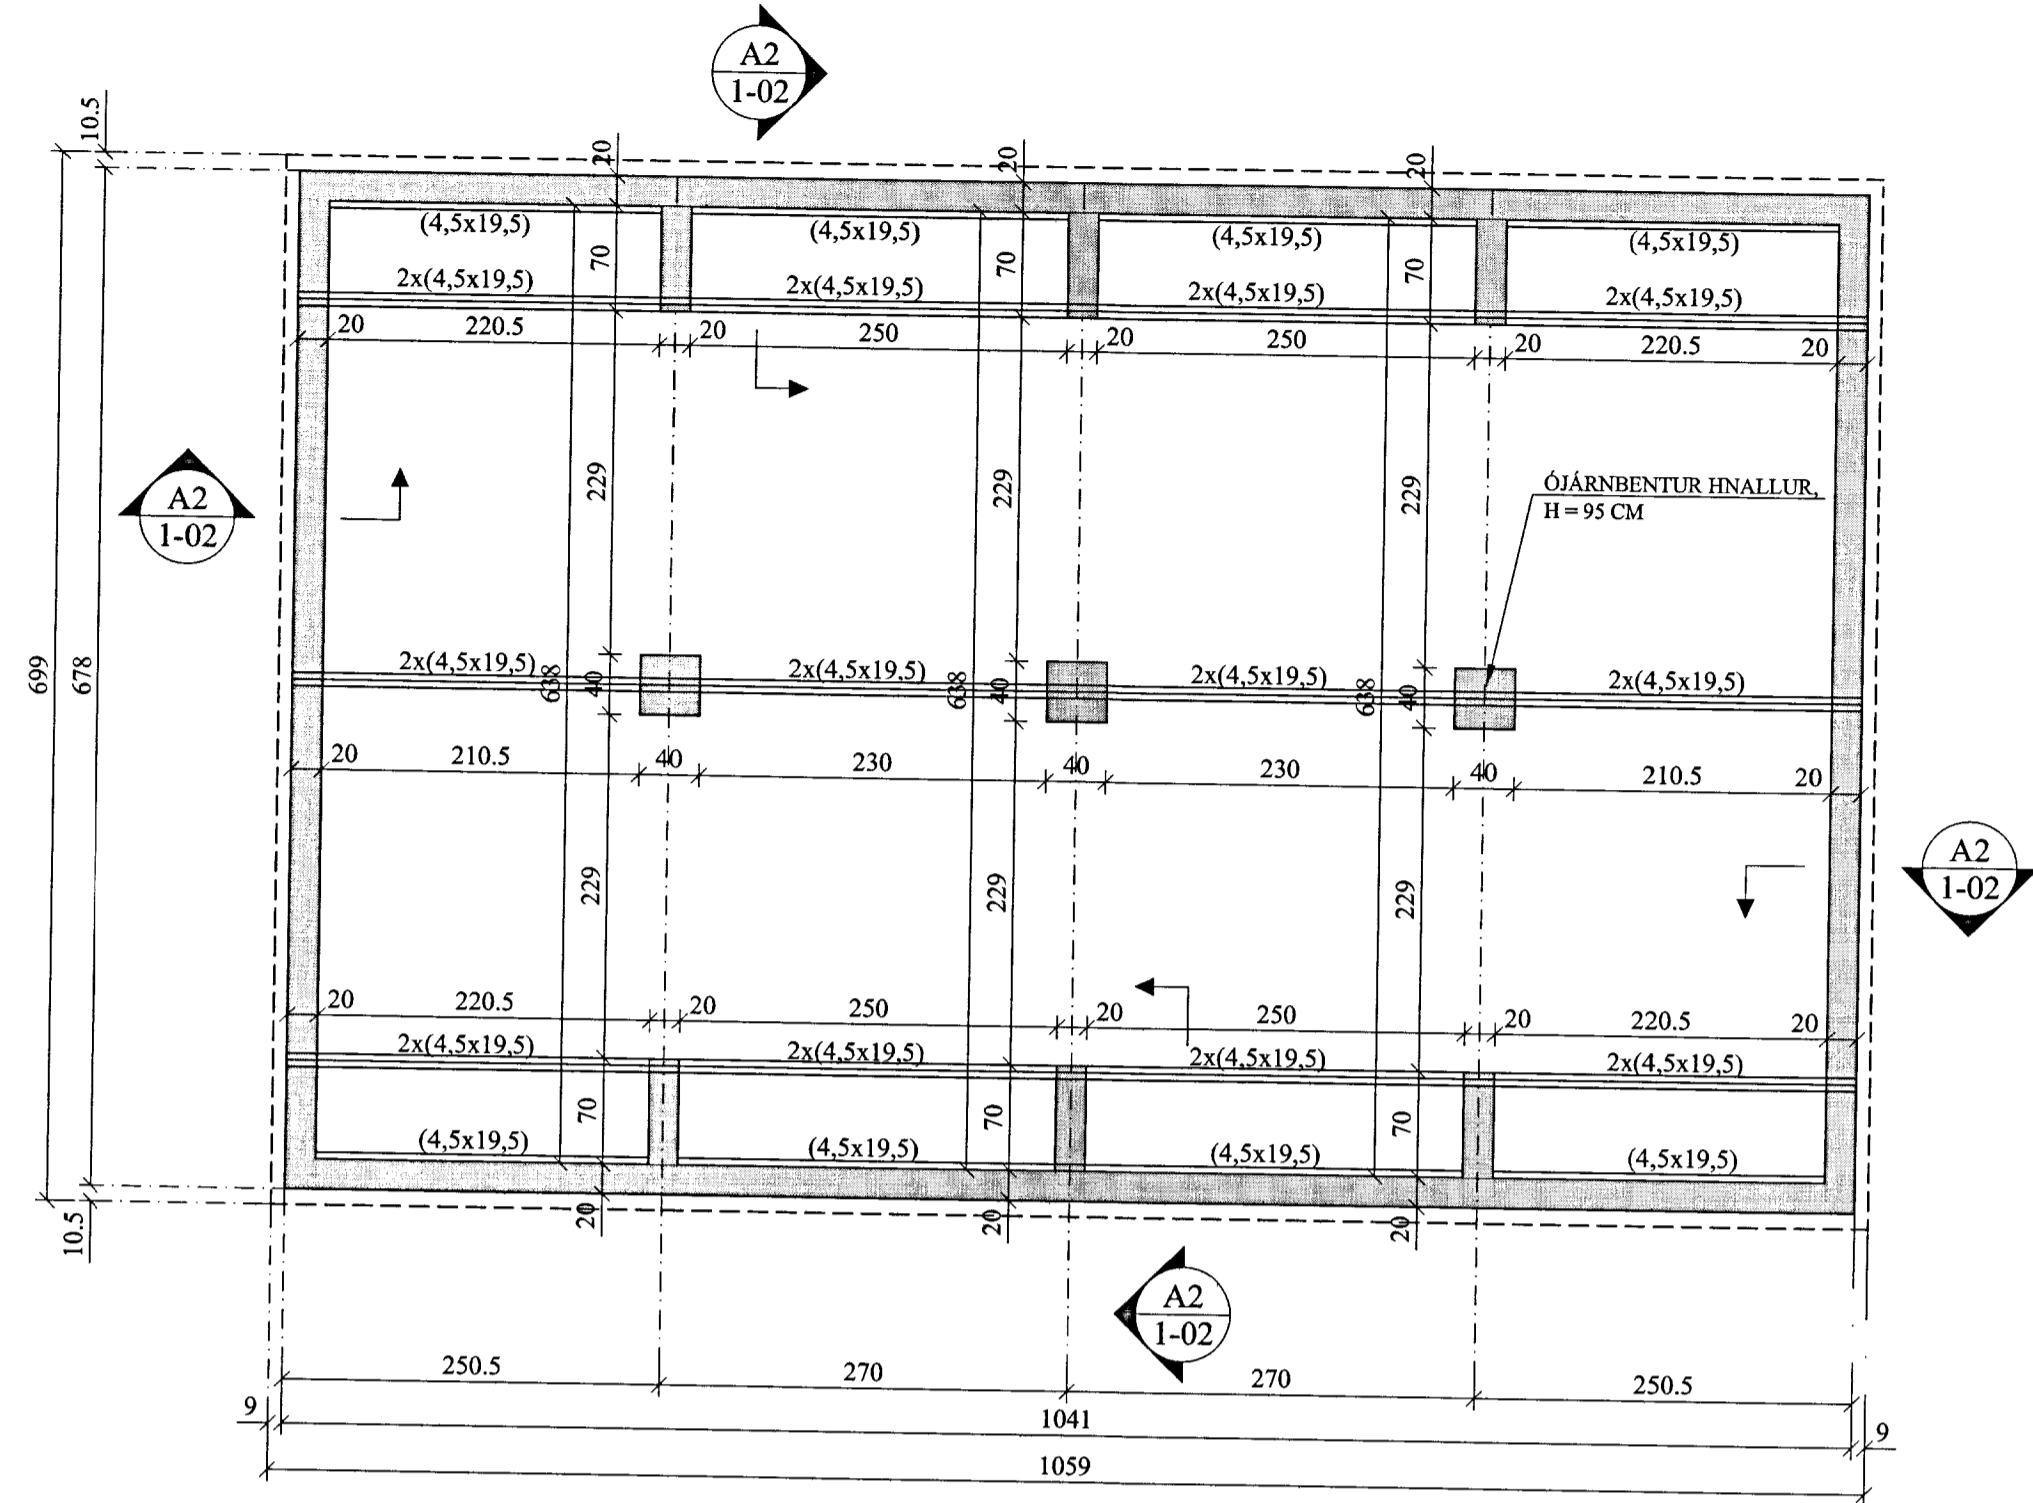 A2
1-02
10.5
20
20
20
(4,5x19,5)
(4,5x19,5)
(4,5x19,5)
(4,5x19,5)
70
70
70
2x(4,5x19,5)
2x(4,5x19,5)
2x(4,5x19,5)
2x(4,5x19,5)
20
220.5
20
250
20
250
20
220.5
20
229
229
229
A2
1-02
ÓJÁRNBENTUR HNALLUR,
H = 95 CM
699
678
2x(4,5x19,5)
2x(4,5x19,5)
2x(4,5x19,5)
2x(4,5x19,5)
638
40
638
40
638
40
20
210.5
40
230
40
230
40
210.5
20
229
229
229
A2
1-02
20
220.5
20
250
20
250
20
220.5
20
2x(4,5x19,5)
2x(4,5x19,5)
2x(4,5x19,5)
2x(4,5x19,5)
70
70
70
(4,5x19,5)
(4,5x19,5)
(4,5x19,5)
(4,5x19,5)
10.5
20
20
20
A2
1-02
250.5
270
270
250.5
9
1041
9
1059